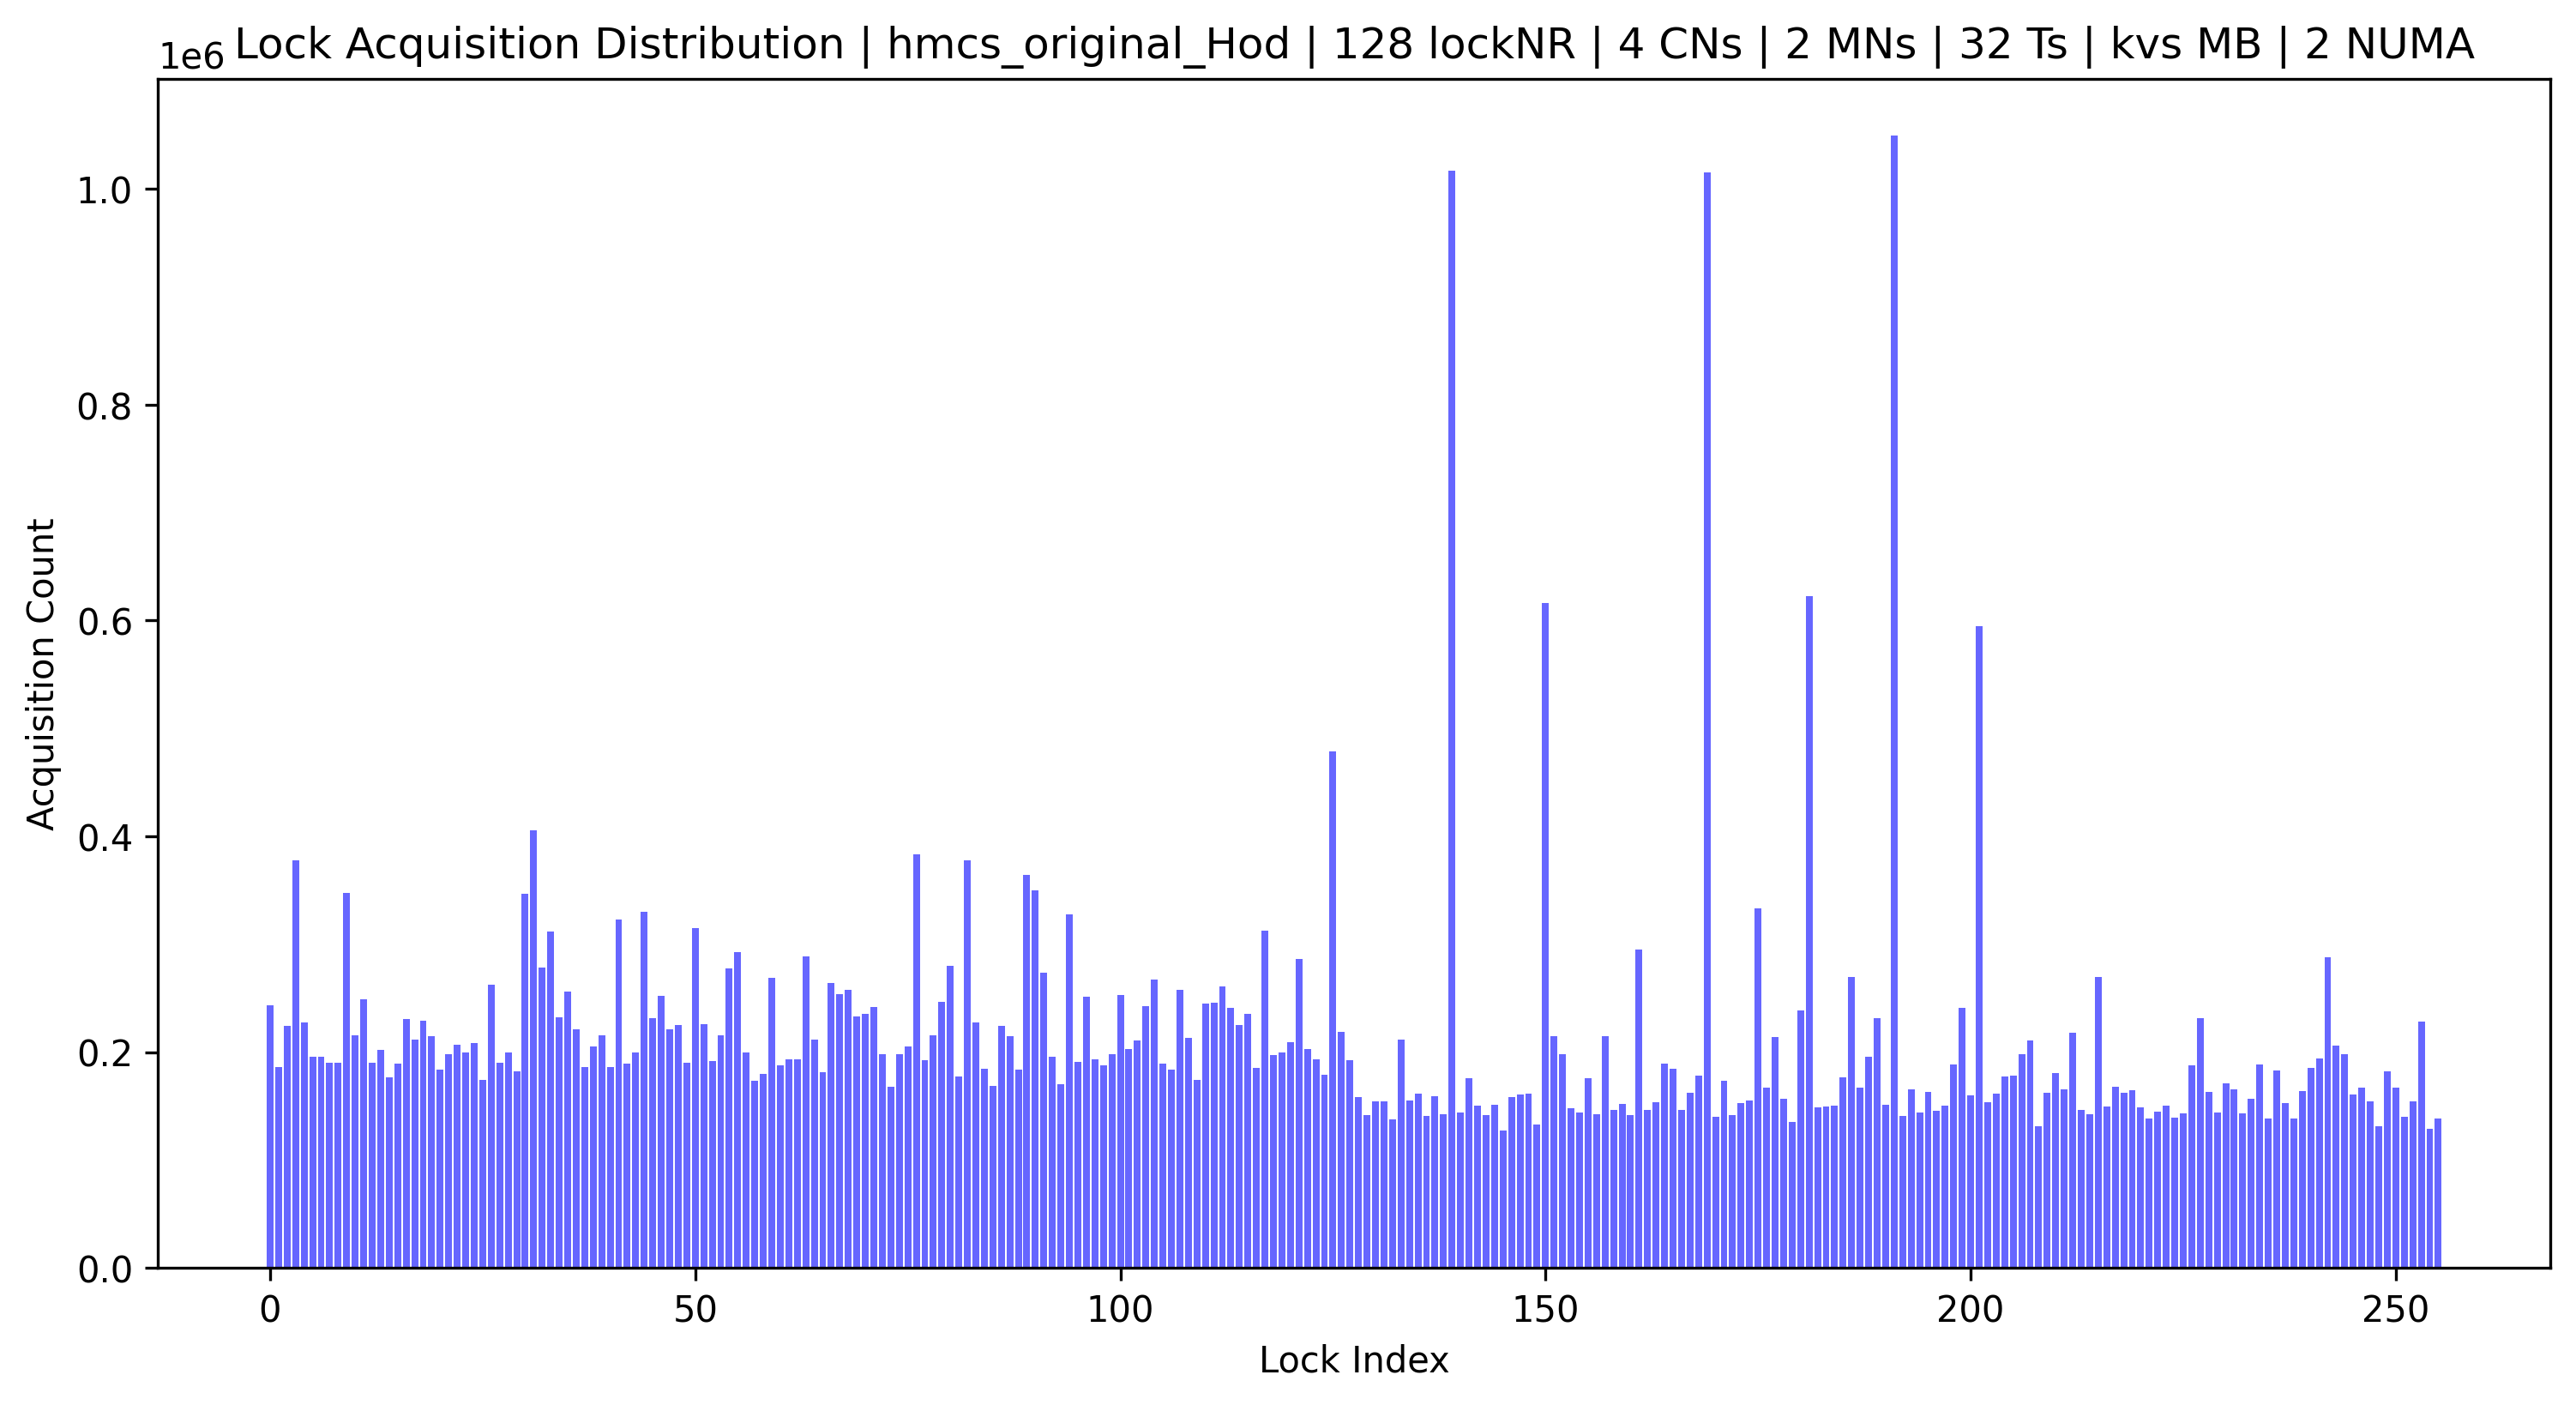 Lock Acquisition Distribution | hmcs_original_Hod | 128 lockNR | 4 CNs | 2 MNs | 32 Ts | kvs MB | 2 NUMA
1e6
1.0
0.8
0.6
0.4
0.2
0.0
Acquisition Count
0 50 100 150 200 250
Lock Index